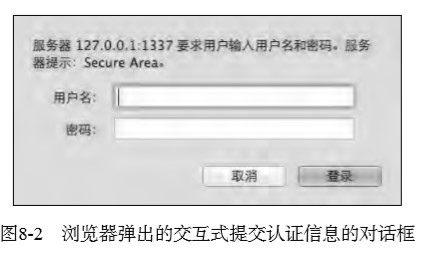 服务器 127.0.0.1:1337 要求用户输入用户名和密码。服务
器提示：Secure Area。
用户名：
密码：
取消
登录
图8-2 浏览器弹出的交互式提交认证信息的对话框